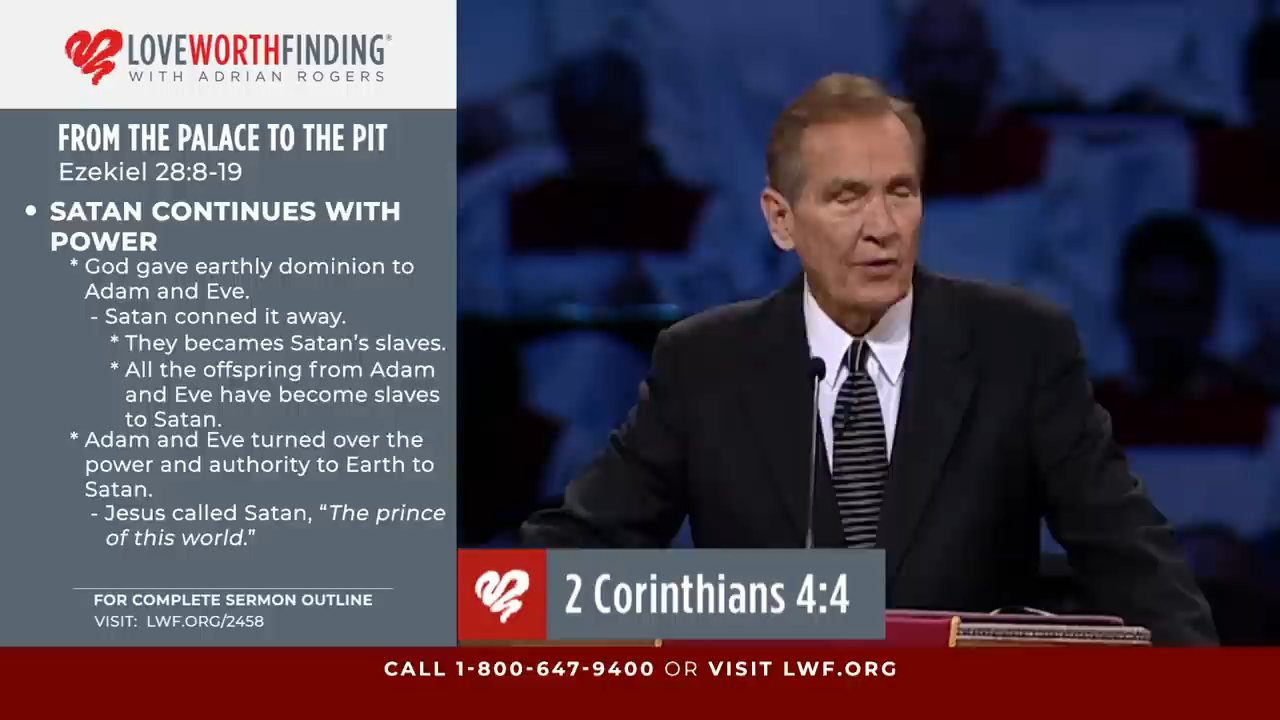 LOVEWORTHFINDING®
WITH ADRIAN ROGERS
FROM THE PALACE TO THE PIT
Ezekiel 28:8-19
• SATAN CONTINUES WITH
POWER
* God gave earthly dominion to
Adam and Eve.
- Satan conned it away.
* They becames Satan's slaves.
* All the offspring from Adam
and Eve have become slaves
to Satan.
* Adam and Eve turned over the
power and authority to Earth to
Satan.
- Jesus called Satan, “The prince
of this world.”
FOR COMPLETE SERMON OUTLINE
VISIT: LWF.ORG/2458
2 Corinthians 4:4
CALL 1-800-647-9400 OR VISIT LWF.ORG